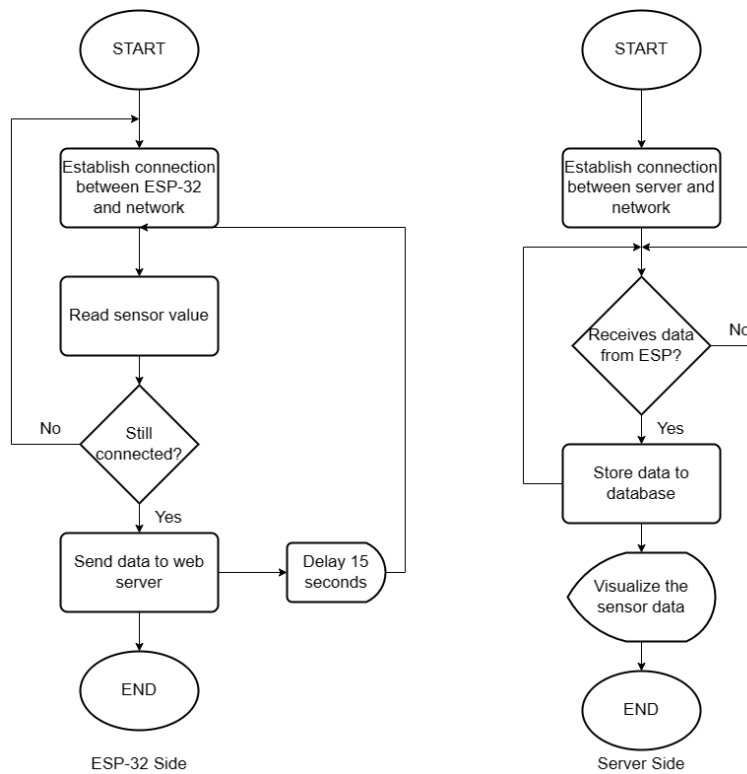 START
Establish connection
between ESP-32
and network
Read sensor value
No
Still
connected?
Yes
Send data to web
server
Delay 15
seconds
END
ESP-32 Side
START
Establish connection
between server and
network
Receives data
from ESP?
No
Yes
Store data to
database
Visualize the
sensor data
END
Server Side